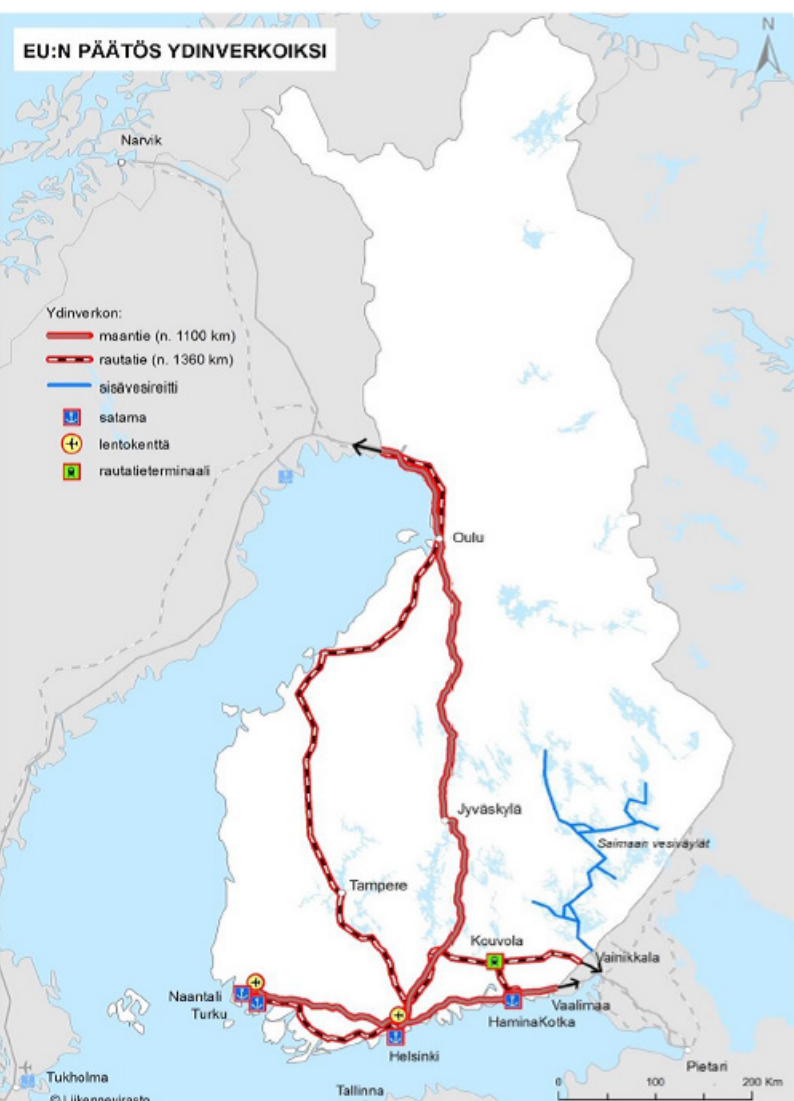 EU:N PÄÄTÖS YDINVERKOIKSI
N
Narvik
Ydinverkon:
maantie (n. 1100 km)
rautatie (n. 1360 km)
sisävesireitti
satama
lentokenttä
rautatieterminaali
Oulu
Jyväskylä
Saimaan vesiväylät
Tampere
Kouvola
Vainikkala
Naantali
Turku
Vaalimaa
HaminaKotka
Helsinki
Pietari
Tukholma
Tallinna
0 100 200 Km
© Liikennevirasto